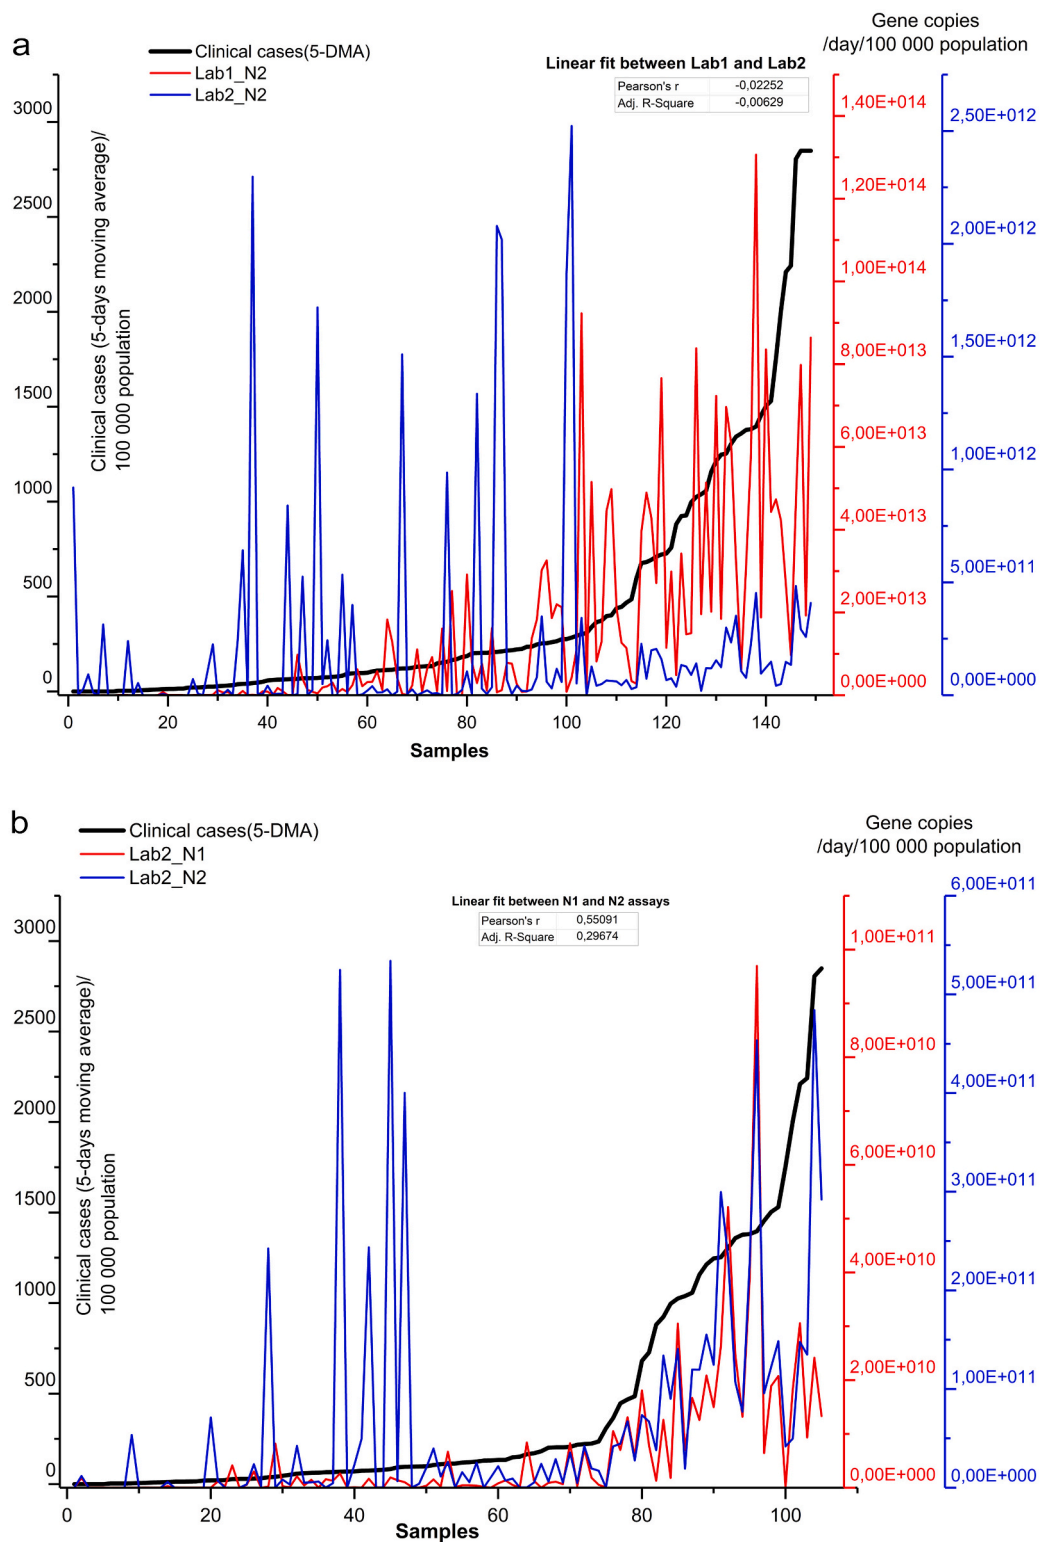 a
Clinical cases(5-DMA)
Lab1_N2
Lab2_N2
Gene copies
/day/100 000 population
Linear fit between Lab1 and Lab2
Pearson's r -0,02252
Adj. R-Square -0,00629
Clinical cases (5-days moving average)/
100 000 population
3000
2500
2000
1500
1000
500
0
1,40E+014
1,20E+014
1,00E+014
8,00E+013
6,00E+013
4,00E+013
2,00E+013
0,00E+000
2,50E+012
2,00E+012
1,50E+012
1,00E+012
5,00E+011
0,00E+000
0 20 40 60 80 100 120 140
Samples
b
Clinical cases(5-DMA)
Lab2_N1
Lab2_N2
Gene copies
/day/100 000 population
Linear fit between N1 and N2 assays
Pearson's r 0,55091
Adj. R-Square 0,29674
Clinical cases (5-days moving average)/
100 000 population
3000
2500
2000
1500
1000
500
0
1,00E+011
8,00E+010
6,00E+010
4,00E+010
2,00E+010
0,00E+000
6,00E+011
5,00E+011
4,00E+011
3,00E+011
2,00E+011
1,00E+011
0,00E+000
0 20 40 60 80 100
Samples